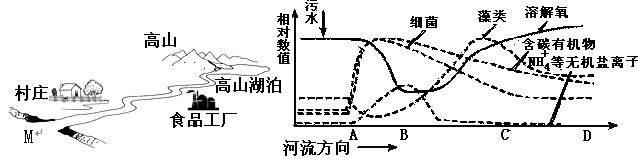 高山
村庄
高山湖泊
M
食品工厂
相对数值
污水
细菌
藻类
溶解氧
含碳有机物
NH4+等无机盐离子
A
B
C
D
河流方向